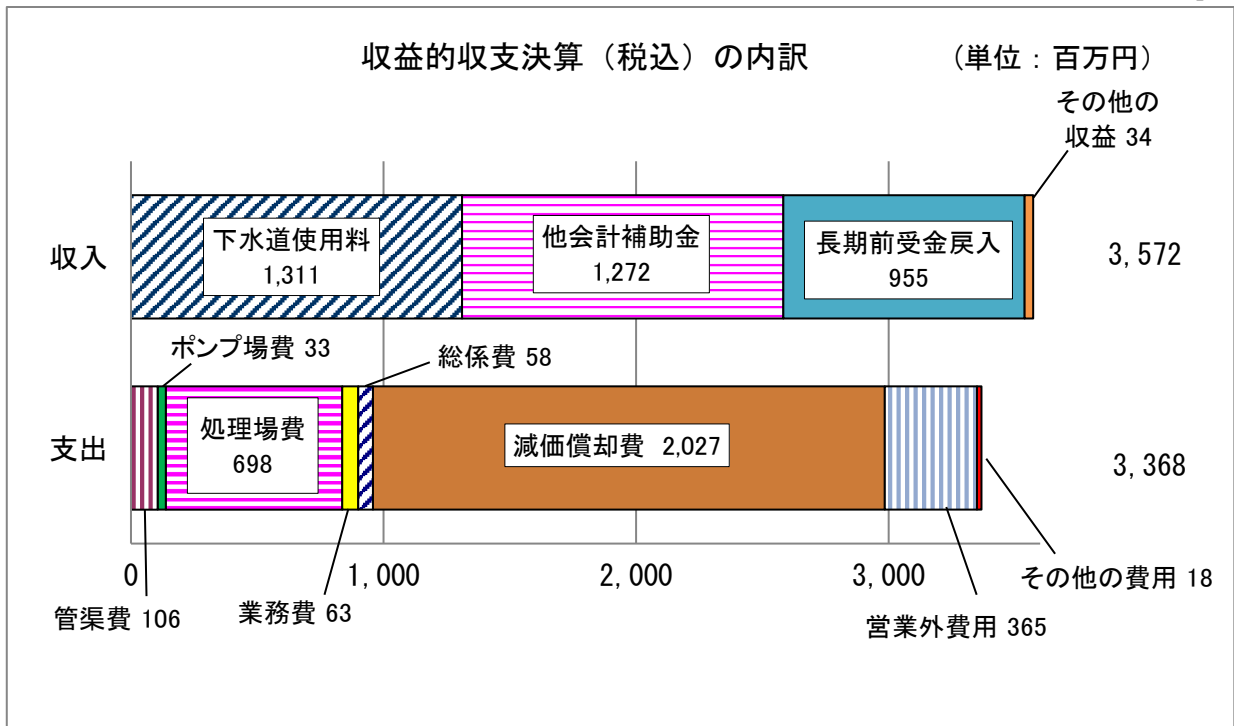 収益的収支決算（税込）の内訳
（単位：百万円）
その他の
収益 34
収入
下水道使用料
1,311
他会計補助金
1,272
長期前受金戻入
955
3,572
ポンプ場費 33
総係費 58
支出
処理場費
698
減価償却費 2,027
3,368
0
1,000
2,000
3,000
その他の費用 18
管渠費 106
業務費 63
営業外費用 365